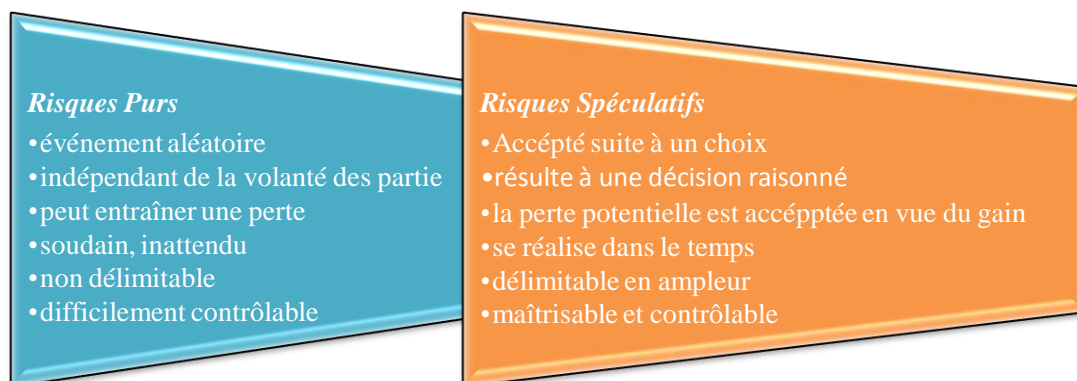 Risques Purs
•événement aléatoire
•indépendant de la volanté des partie
•peut entraîner une perte
•soudain, inattendu
•non délimitable
•difficilement contrôlable
Risques Spéculatifs
•Accépté suite à un choix
•résulte à une décision raisonné
•la perte potentielle est accépptée en vue du gain
•se réalise dans le temps
•délimitable en ampleur
•maîtrisable et contrôlable